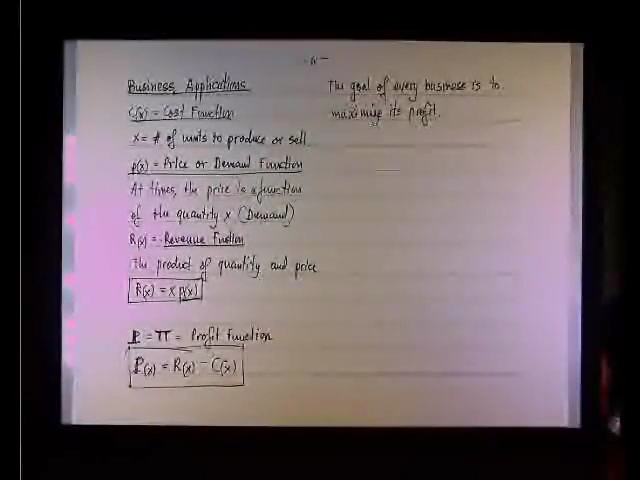 Business Applications
C(x) = Cost Function
x = # of units to produce or sell.
p(x) = Price or Demand Function
At times, the price is a function
of the quantity x (Demand)
R(x) = Revenue Function
The product of quantity and price
R(x) = x p(x)
P = π = Profit Function
P(x) = R(x) - C(x)
The goal of every business is to
maximize its profit.